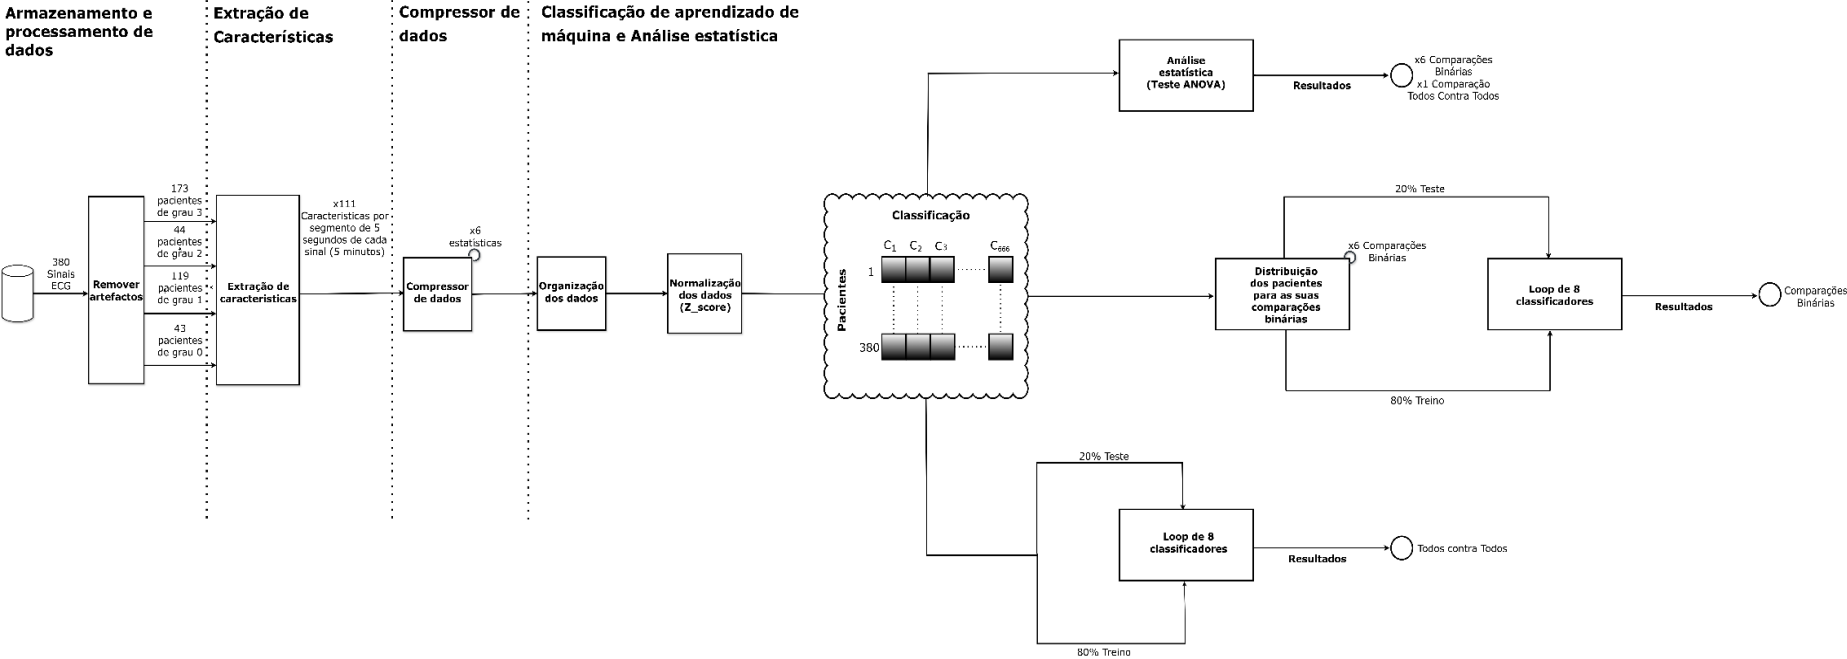 Armazenamento e
processamento de
dados
Extração de
Características
Compressor de
dados
Classificação de aprendizado de
máquina e Análise estatística
380
Sinais
ECG
Remover
artefactos
173
pacientes
de grau 3
44
pacientes
de grau 2
119
pacientes
de grau 1
43
pacientes
de grau 0
Extração de
caracteristicas
x111
Caracteristicas por
segmento de 5
segundos de cada
sinal (5 minutos)
Compressor
de dados
x6
estatisticas
Organização
dos dados
Normalização
dos dados
(Z_score)
Classificação
Pacientes
C1 C2 C3 C666
1
380
Análise
estatística
(Teste ANOVA)
Resultados
x6 Comparações
Binárias
x1 Comparação
Todos Contra Todos
Distribuição
dos pacientes
para as suas
comparações
binárias
x6 Comparações
Binárias
20% Teste
80% Treino
Loop de 8
classificadores
Resultados
Comparações
Binárias
20% Teste
80% Treino
Loop de 8
classificadores
Resultados
Todos contra Todos